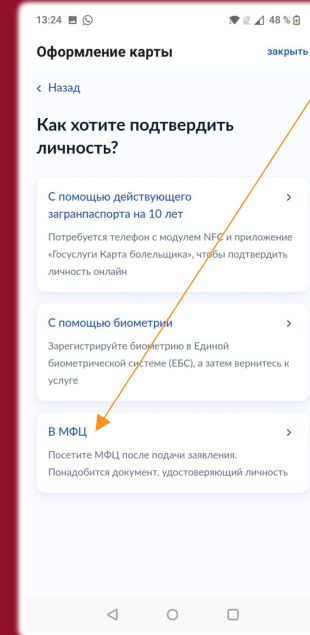 13:24
48 %
Оформление карты
закрыть
‹ Назад
Как хотите подтвердить
личность?
С помощью действующего
загранпаспорта на 10 лет
Потребуется телефон с модулем NFC и приложение
«Госуслуги Карта болельщика», чтобы подтвердить
личность онлайн
С помощью биометрии
Зарегистрируйте биометрию в Единой
биометрической системе (ЕБС), а затем вернитесь к
услуге
В МФЦ
Посетите МФЦ после подачи заявления.
Понадобится документ, удостоверяющий личность